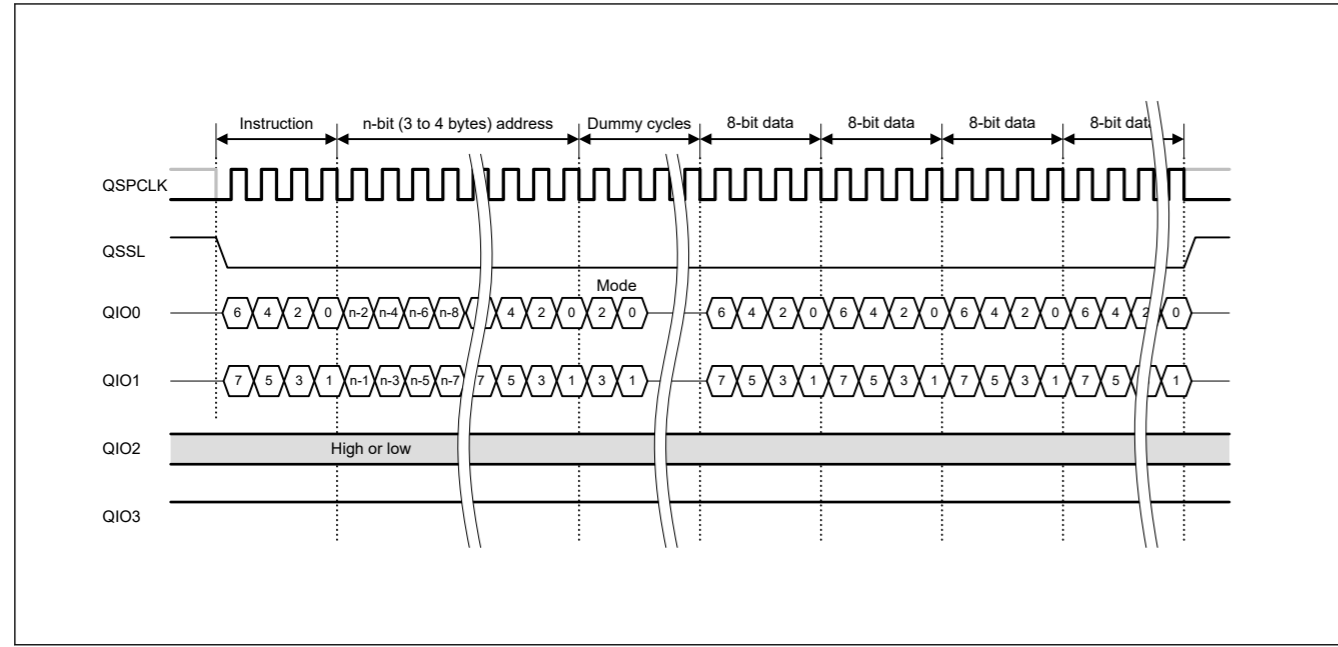 Instruction n-bit (3 to 4 bytes) address Dummy cycles 8-bit data 8-bit data 8-bit data 8-bit data
QSPCLK
QSSL
Mode
QIO0 6 4 2 0 n-2 n-4 n-6 n-8 4 2 0 2 0 6 4 2 0 6 4 2 0 6 4 2 0 6 4 2 0
QIO1 7 5 3 1 n-1 n-3 n-5 n-7 7 5 3 1 3 1 7 5 3 1 7 5 3 1 7 5 3 1 7 5 1
QIO2 High or low
QIO3